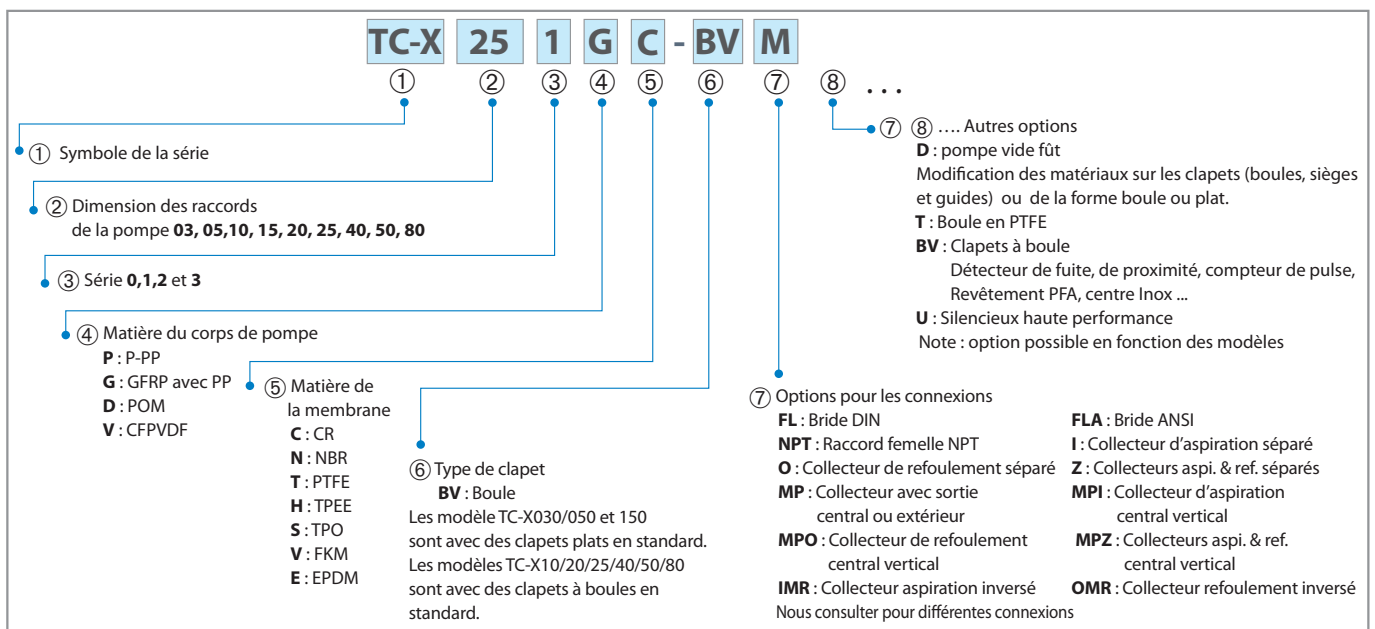 TC-X 25 1 G C - BV M
① ② ③ ④ ⑤ ⑥ ⑦ ⑧ ...
① Symbole de la série
② Dimension des raccords
de la pompe 03, 05,10, 15, 20, 25, 40, 50, 80
③ Série 0,1,2 et 3
④ Matière du corps de pompe
P : P-PP
G : GFRP avec PP
D : POM
V : CFPVDF
⑤ Matière de
la membrane
C : CR
N : NBR
T : PTFE
H : TPEE
S : TPO
V : FKM
E : EPDM
⑥ Type de clapet
BV : Boule
Les modèle TC-X030/050 et 150
sont avec des clapets plats en standard.
Les modèles TC-X10/20/25/40/50/80
sont avec des clapets à boules en
standard.
⑦ ⑧ .... Autres options
D : pompe vide fût
Modification des matériaux sur les clapets (boules, sièges
et guides) ou de la forme boule ou plat.
T : Boule en PTFE
BV : Clapets à boule
Détecteur de fuite, de proximité, compteur de pulse,
Revêtement PFA, centre Inox ...
U : Silencieux haute performance
Note : option possible en fonction des modèles
⑦ Options pour les connexions
FL : Bride DIN
NPT : Raccord femelle NPT
O : Collecteur de refoulement séparé
MP : Collecteur avec sortie
central ou extérieur
MPO : Collecteur de refoulement
central vertical
IMR : Collecteur aspiration inversé
FLA : Bride ANSI
I : Collecteur d'aspiration séparé
Z : Collecteurs aspi. & ref. séparés
MPI : Collecteur d'aspiration
central vertical
MPZ : Collecteurs aspi. & ref.
central vertical
OMR : Collecteur refoulement inversé
Nous consulter pour différentes connexions